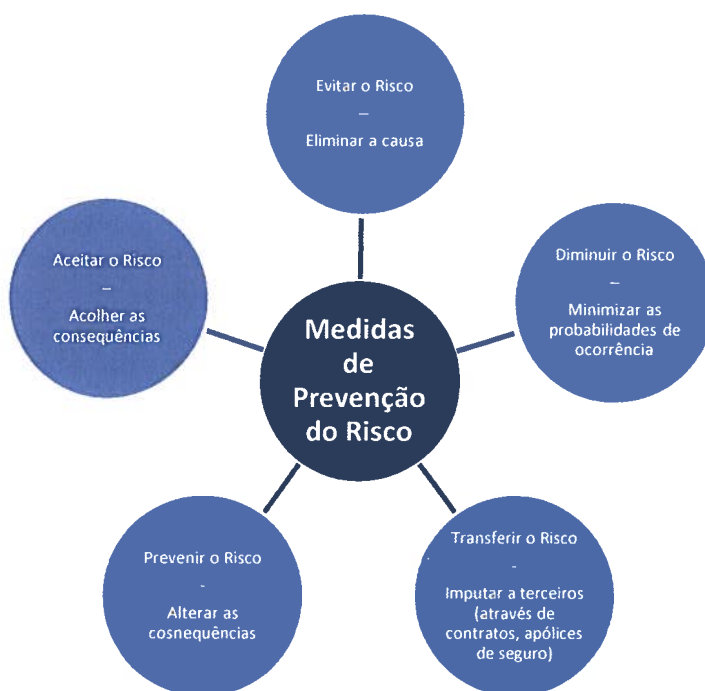 Evitar o Risco
–
Eliminar a causa
Diminuir o Risco
–
Minimizar as
probabilidades de
ocorrência
Transferir o Risco
-
Imputar a terceiros
(através de
contratos, apólices
de seguro)
Prevenir o Risco
-
Alterar as
cosnequências
Aceitar o Risco
–
Acolher as
consequências
Medidas
de
Prevenção
do Risco